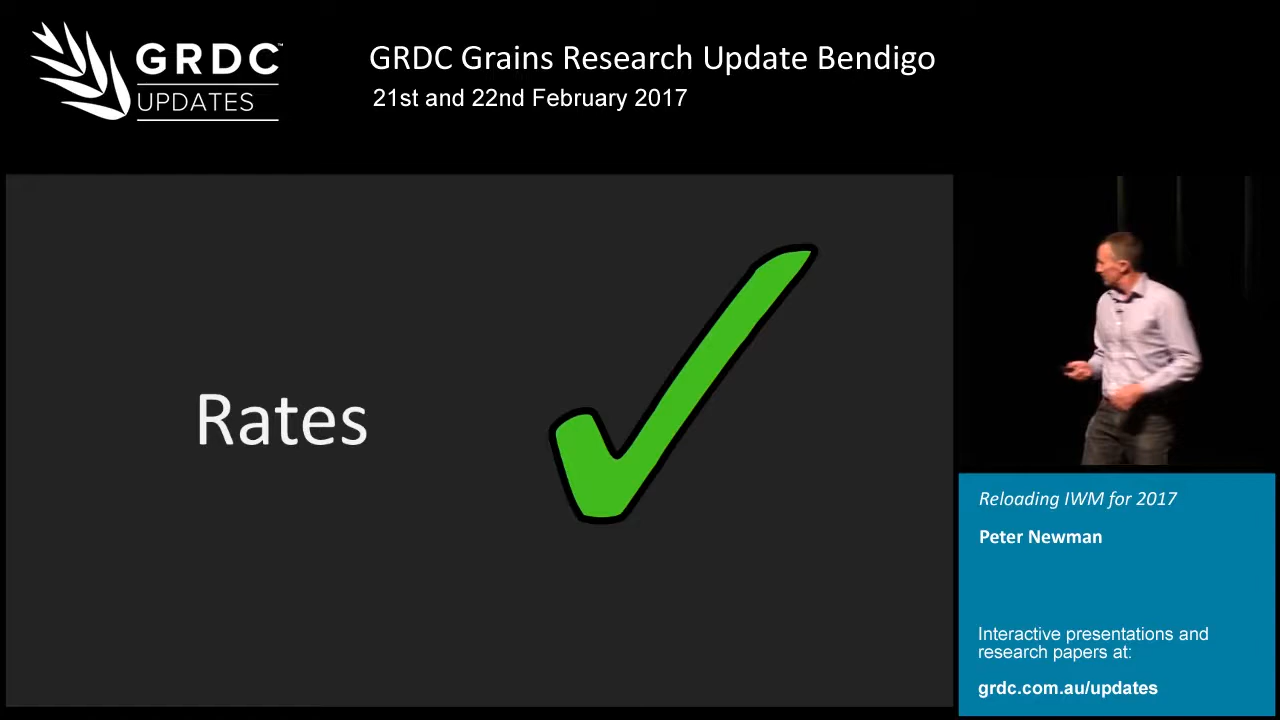 GRDC™
UPDATES
GRDC Grains Research Update Bendigo
21st and 22nd February 2017
Rates
Reloading IWM for 2017
Peter Newman
Interactive presentations and
research papers at:
grdc.com.au/updates